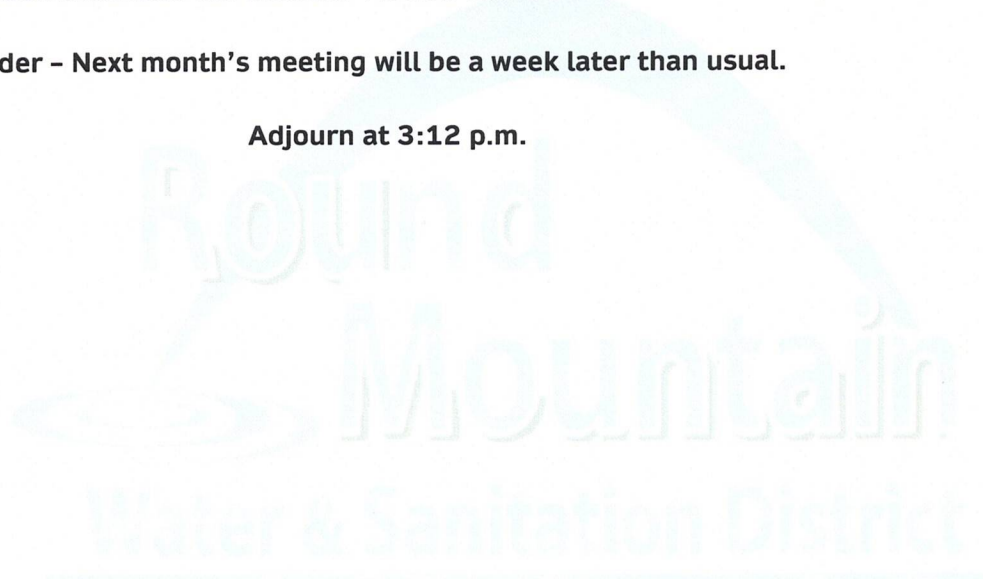 der – Next month's meeting will be a week later than usual.
Adjourn at 3:12 p.m.
Round
Mountain
Water & Sanitation District